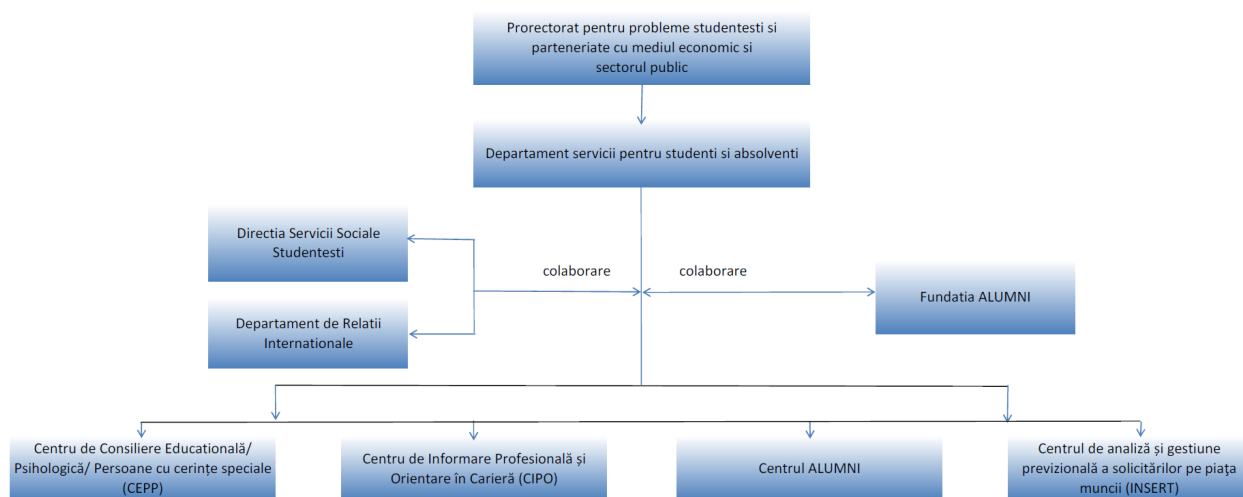 Prorectorat pentru probleme studentesti si
parteneriate cu mediul economic si
sectorul public
Departament servicii pentru studenti si absolventi
Directia Servicii Sociale
Studentesti
colaborare
colaborare
Fundatia ALUMNI
Departament de Relatii
Internationale
Centru de Consiliere Educatională/
Psihologică/ Persoane cu cerințe speciale
(CEPP)
Centru de Informare Profesională și
Orientare în Carieră (CIPO)
Centrul ALUMNI
Centrul de analiză și gestiune
previzională a solicitărilor pe piața
muncii (INSERT)